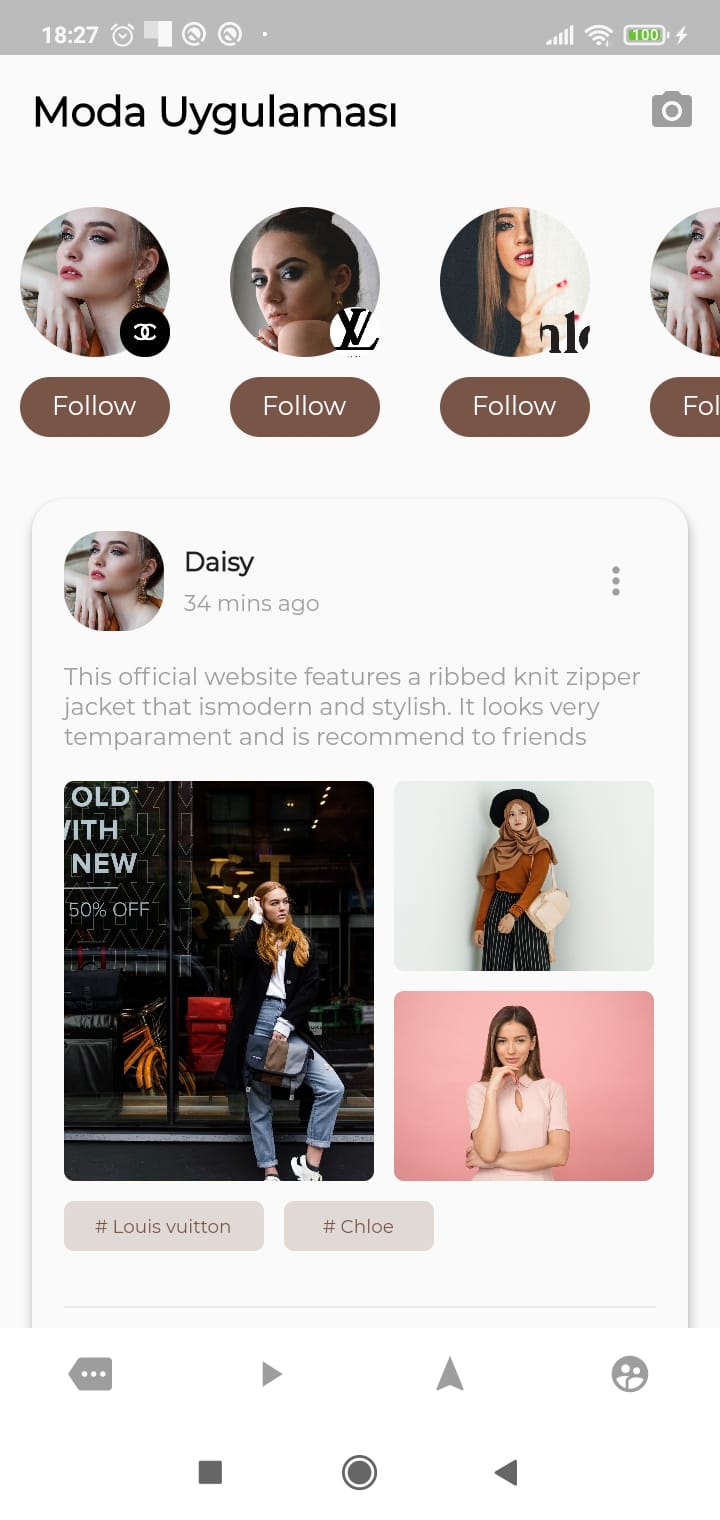 18:27
100
Moda Uygulaması
Follow
Follow
Follow
Fol
Daisy
34 mins ago
This official website features a ribbed knit zipper
jacket that ismodern and stylish. It looks very
temparament and is recommend to friends
OLD
WITH
NEW
50% OFF
# Louis vuitton
# Chloe